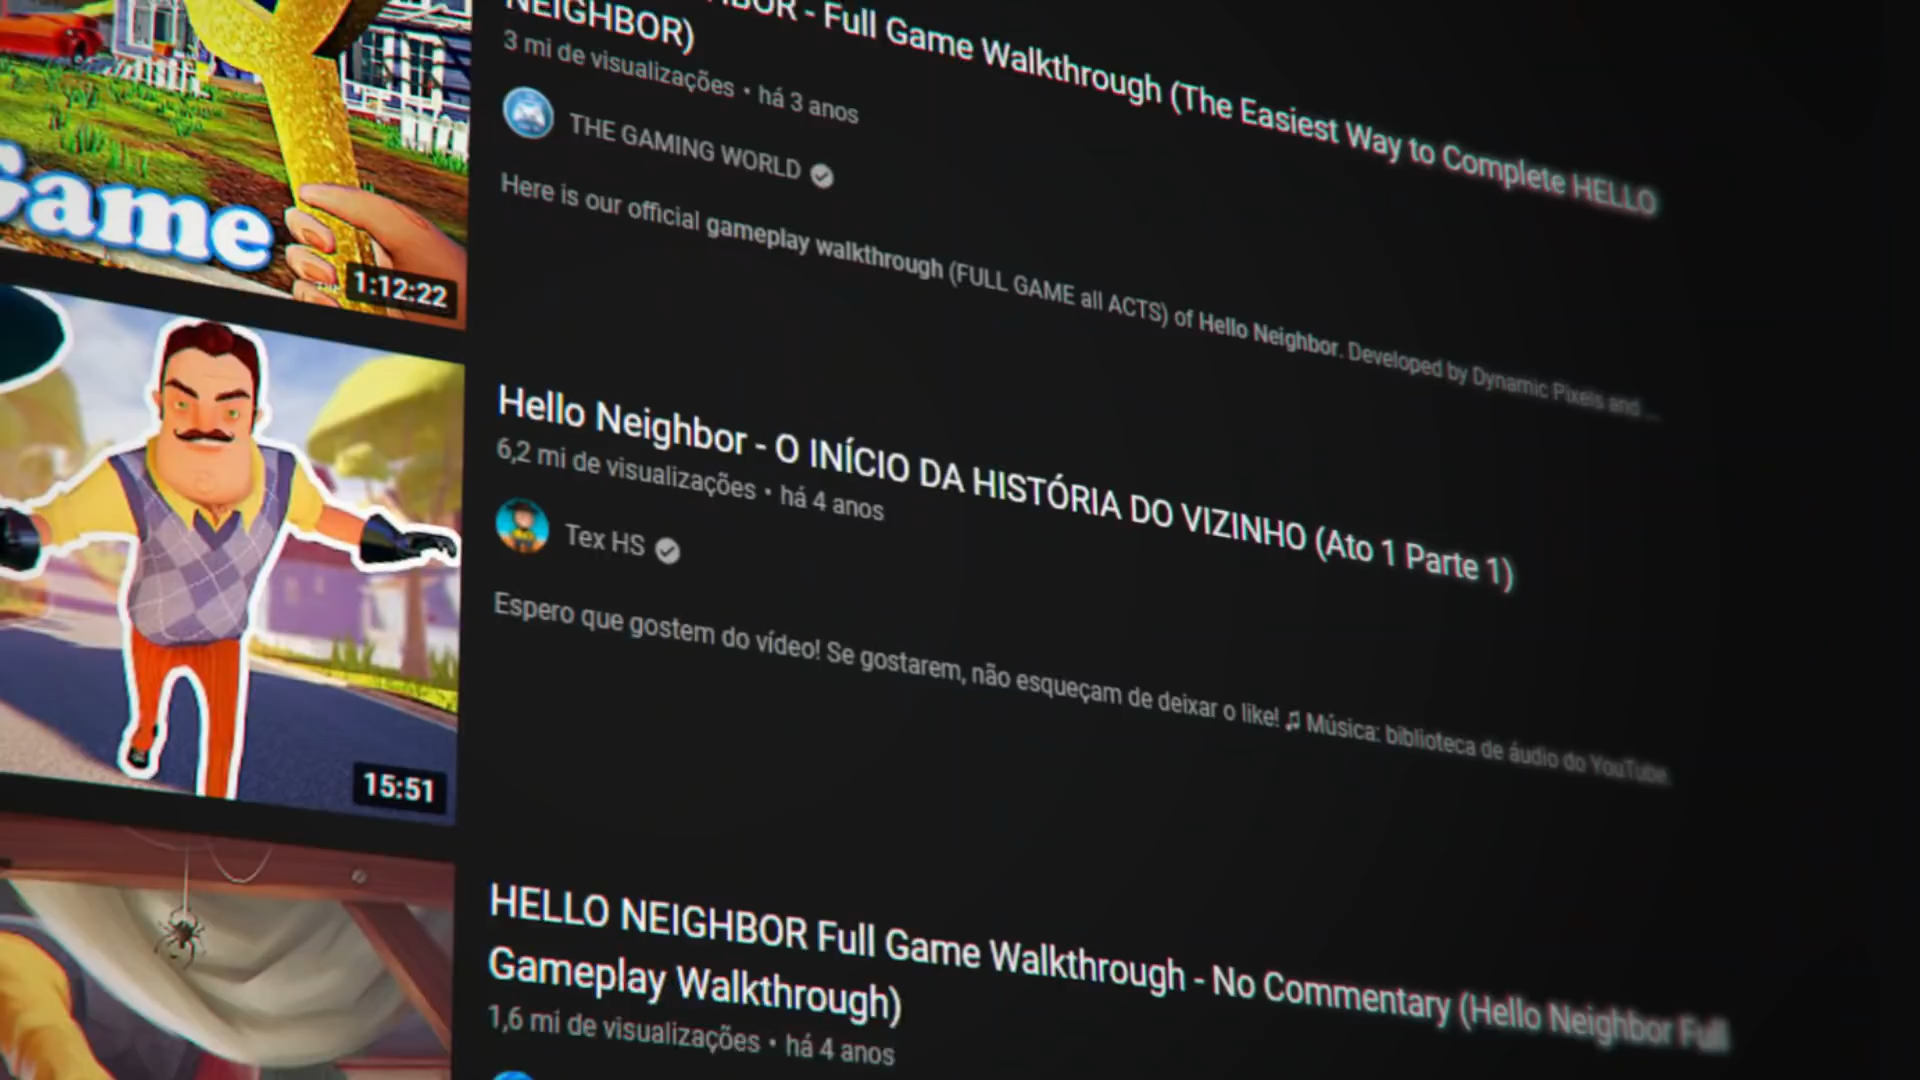 BOR - Full Game Walkthrough (The Easiest Way to Complete HELLO
NEIGHBOR)
3 mi de visualizações • há 3 anos
THE GAMING WORLD
Here is our official gameplay walkthrough (FULL GAME all ACTS) of Hello Neighbor. Developed by Dynamic Pixels and ...
Game
1:12:22
Hello Neighbor - O INÍCIO DA HISTÓRIA DO VIZINHO (Ato 1 Parte 1)
6,2 mi de visualizações • há 4 anos
Tex HS
Espero que gostem do vídeo! Se gostarem, não esqueçam de deixar o like! ♫ Música: biblioteca de áudio do YouTube.
15:51
HELLO NEIGHBOR Full Game Walkthrough - No Commentary (Hello Neighbor Full
Gameplay Walkthrough)
1,6 mi de visualizações • há 4 anos